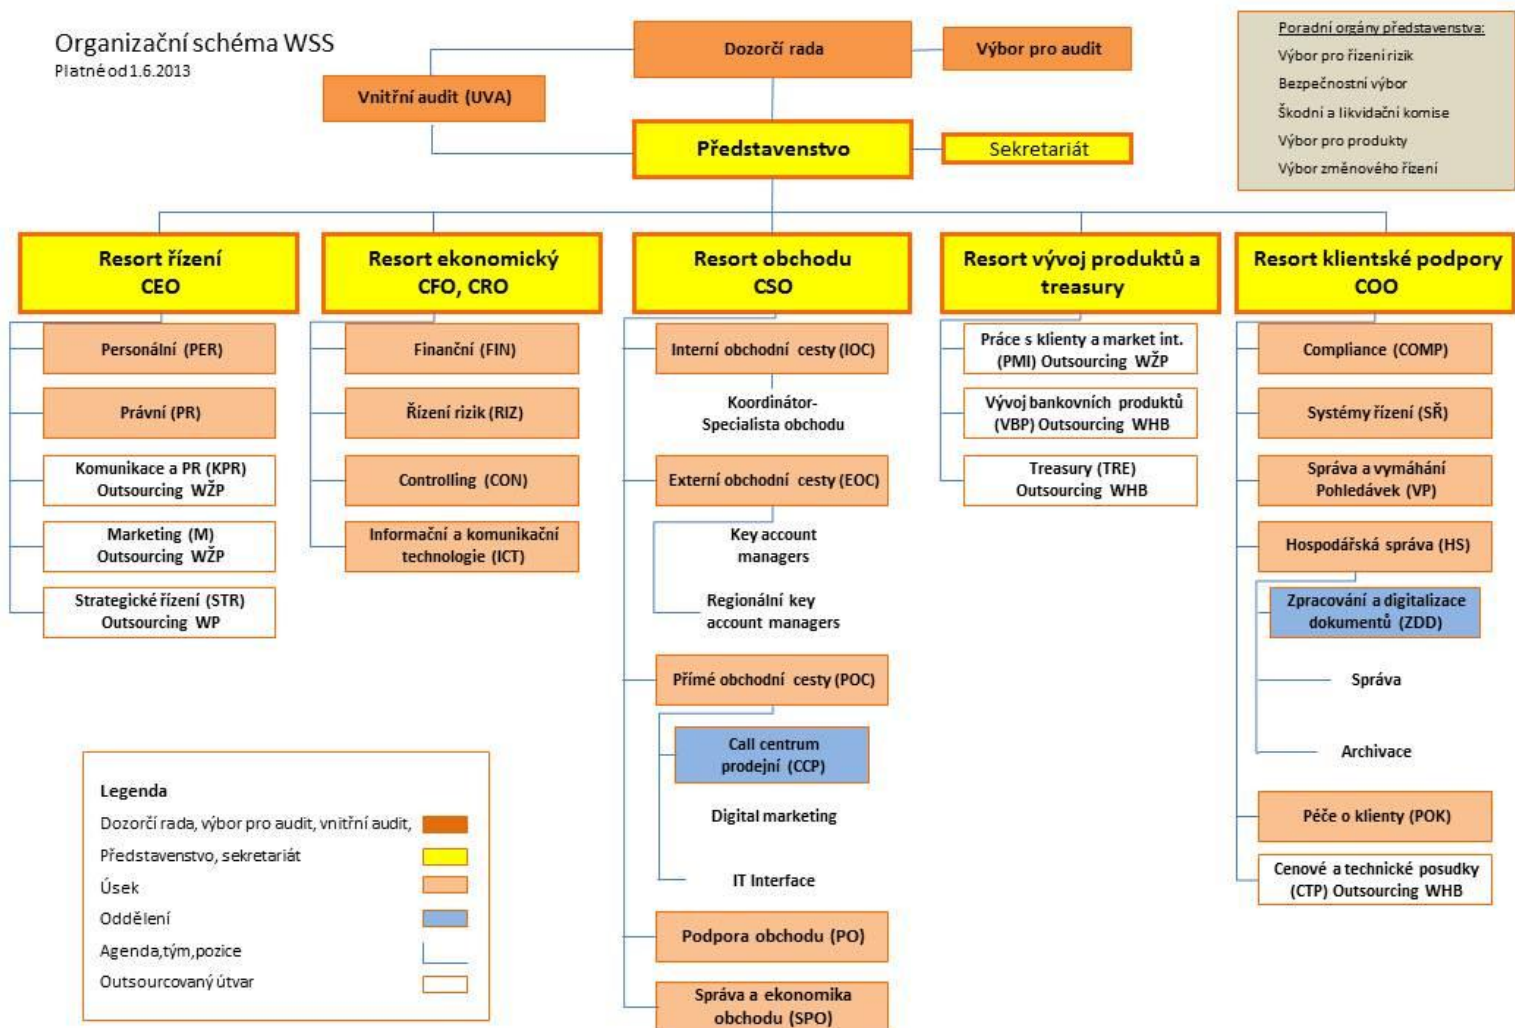 Organizační schéma WSS
Platné od 1.6.2013
Dozorčí rada
Výbor pro audit
Vnitřní audit (UVA)
Představenstvo
Sekretariát
Poradní orgány představenstva:
Výbor pro řízení rizik
Bezpečnostní výbor
Škodní a likvidační komise
Výbor pro produkty
Výbor změnového řízení
Resort řízení
CEO
Personální (PER)
Právní (PR)
Komunikace a PR (KPR)
Outsourcing WŽP
Marketing (M)
Outsourcing WŽP
Strategické řízení (STR)
Outsourcing WP
Resort ekonomický
CFO, CRO
Finanční (FIN)
Řízení rizik (RIZ)
Controlling (CON)
Informační a komunikační
technologie (ICT)
Resort obchodu
CSO
Interní obchodní cesty (IOC)
Koordinátor-
Specialista obchodu
Externí obchodní cesty (EOC)
Key account
managers
Regionální key
account managers
Přímé obchodní cesty (POC)
Call centrum
prodejní (CCP)
Digital marketing
IT Interface
Podpora obchodu (PO)
Správa a ekonomika
obchodu (SPO)
Resort vývoj produktů a
treasury
Práce s klienty a market int.
(PMI) Outsourcing WŽP
Vývoj bankovních produktů
(VBP) Outsourcing WHB
Treasury (TRE)
Outsourcing WHB
Resort klientské podpory
COO
Compliance (COMP)
Systémy řízení (SŘ)
Správa a vymáhání
Pohledávek (VP)
Hospodářská správa (HS)
Zpracování a digitalizace
dokumentů (ZDD)
Správa
Archivace
Péče o klienty (POK)
Cenové a technické posudky
(CTP) Outsourcing WHB
Legenda
Dozorčí rada, výbor pro audit, vnitřní audit,
Představenstvo, sekretariát
Úsek
Oddělení
Agenda,tým,pozice
Outsourcovaný útvar